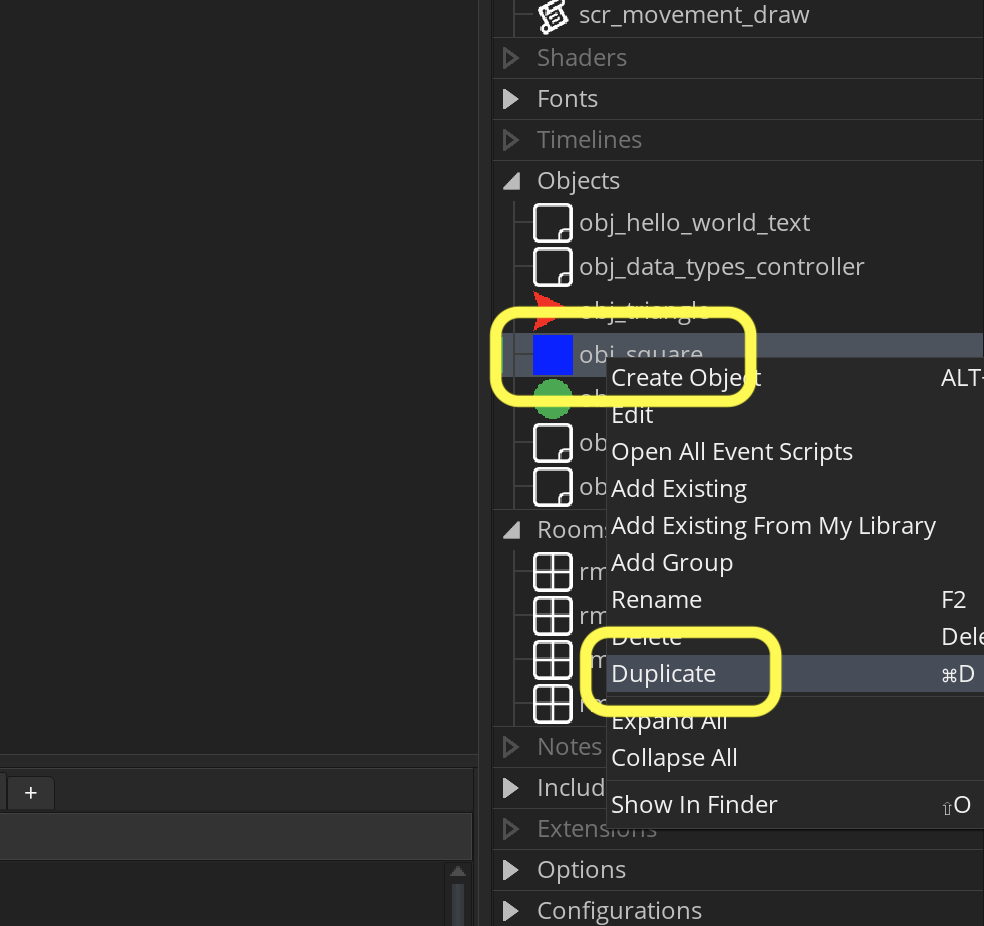 scr_movement_draw
Shaders
Fonts
Timelines
Objects
obj_hello_world_text
obj_data_types_controller
obj_triangle
obj_square
Create Object ALT
Edit
ob
Open All Event Scripts
ob
Add Existing
Rooms
Add Existing From My Library
Add Group
rm
Rename F2
rm
Delete Dele
Duplicate ⌘D
Expand All
Notes
Collapse All
Includ
Show In Finder ⇧O
Extensions
+
Options
Configurations